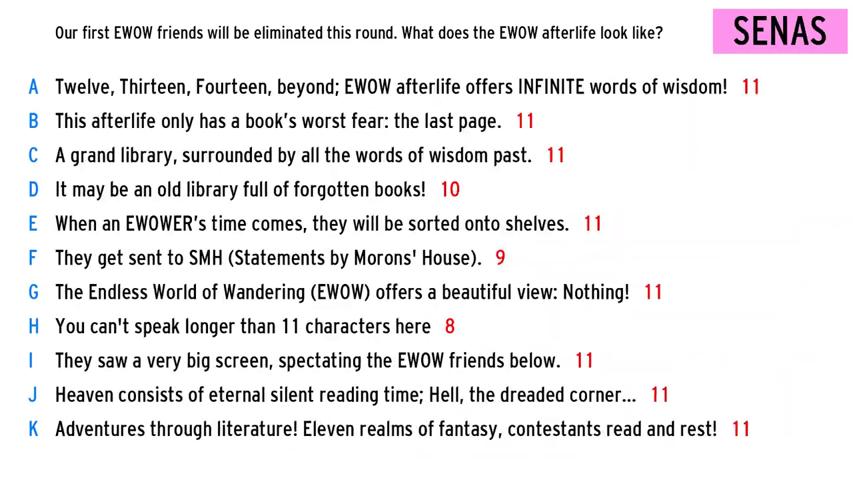 Our first EWOW friends will be eliminated this round. What does the EWOW afterlife look like?
SENAS
A Twelve, Thirteen, Fourteen, beyond; EWOW afterlife offers INFINITE words of wisdom! 11
B This afterlife only has a book's worst fear: the last page. 11
C A grand library, surrounded by all the words of wisdom past. 11
D It may be an old library full of forgotten books! 10
E When an EWOWER's time comes, they will be sorted onto shelves. 11
F They get sent to SMH (Statements by Morons' House). 9
G The Endless World of Wandering (EWOW) offers a beautiful view: Nothing! 11
H You can't speak longer than 11 characters here 8
I They saw a very big screen, spectating the EWOW friends below. 11
J Heaven consists of eternal silent reading time; Hell, the dreaded corner... 11
K Adventures through literature! Eleven realms of fantasy, contestants read and rest! 11